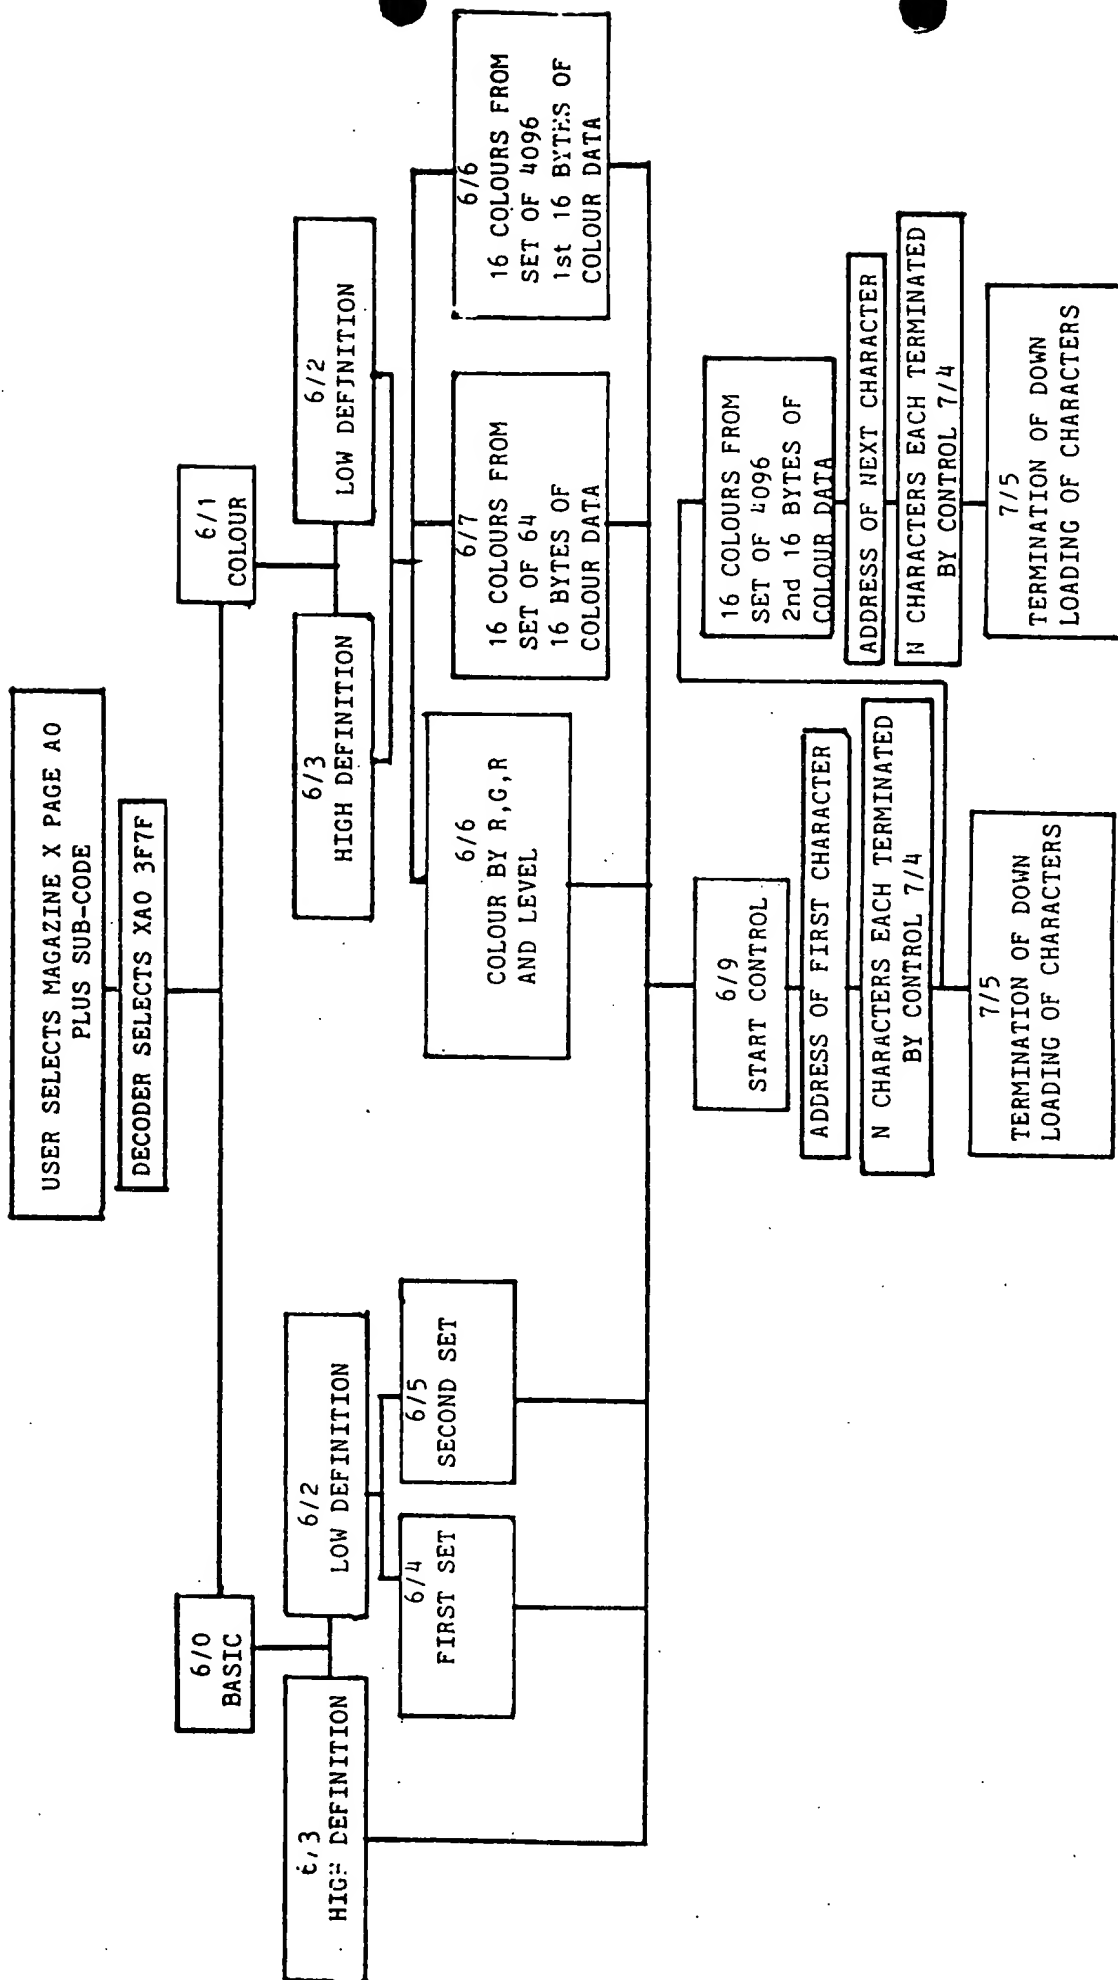 USER SELECTS MAGAZINE X PAGE AO
PLUS SUB-CODE
DECODER SELECTS XAO 3F7F
6/0
BASIC
6/1
COLOUR
HIGH DEFINITION
6/2
LOW DEFINITION
6/3
HIGH DEFINITION
6/2
LOW DEFINITION
6/4
FIRST SET
6/5
SECOND SET
6/6
COLOUR BY R,G,R
AND LEVEL
6/7
16 COLOURS FROM
SET OF 64
16 BYTES OF
COLOUR DATA
6/6
16 COLOURS FROM
SET OF 4096
1st 16 BYTES OF
COLOUR DATA
6/9
START CONTROL
ADDRESS OF FIRST CHARACTER
N CHARACTERS EACH TERMINATED
BY CONTROL 7/4
7/5
TERMINATION OF DOWN
LOADING OF CHARACTERS
16 COLOURS FROM
SET OF 4096
2nd 16 BYTES OF
COLOUR DATA
ADDRESS OF NEXT CHARACTER
N CHARACTERS EACH TERMINATED
BY CONTROL 7/4
7/5
TERMINATION OF DOWN
LOADING OF CHARACTERS